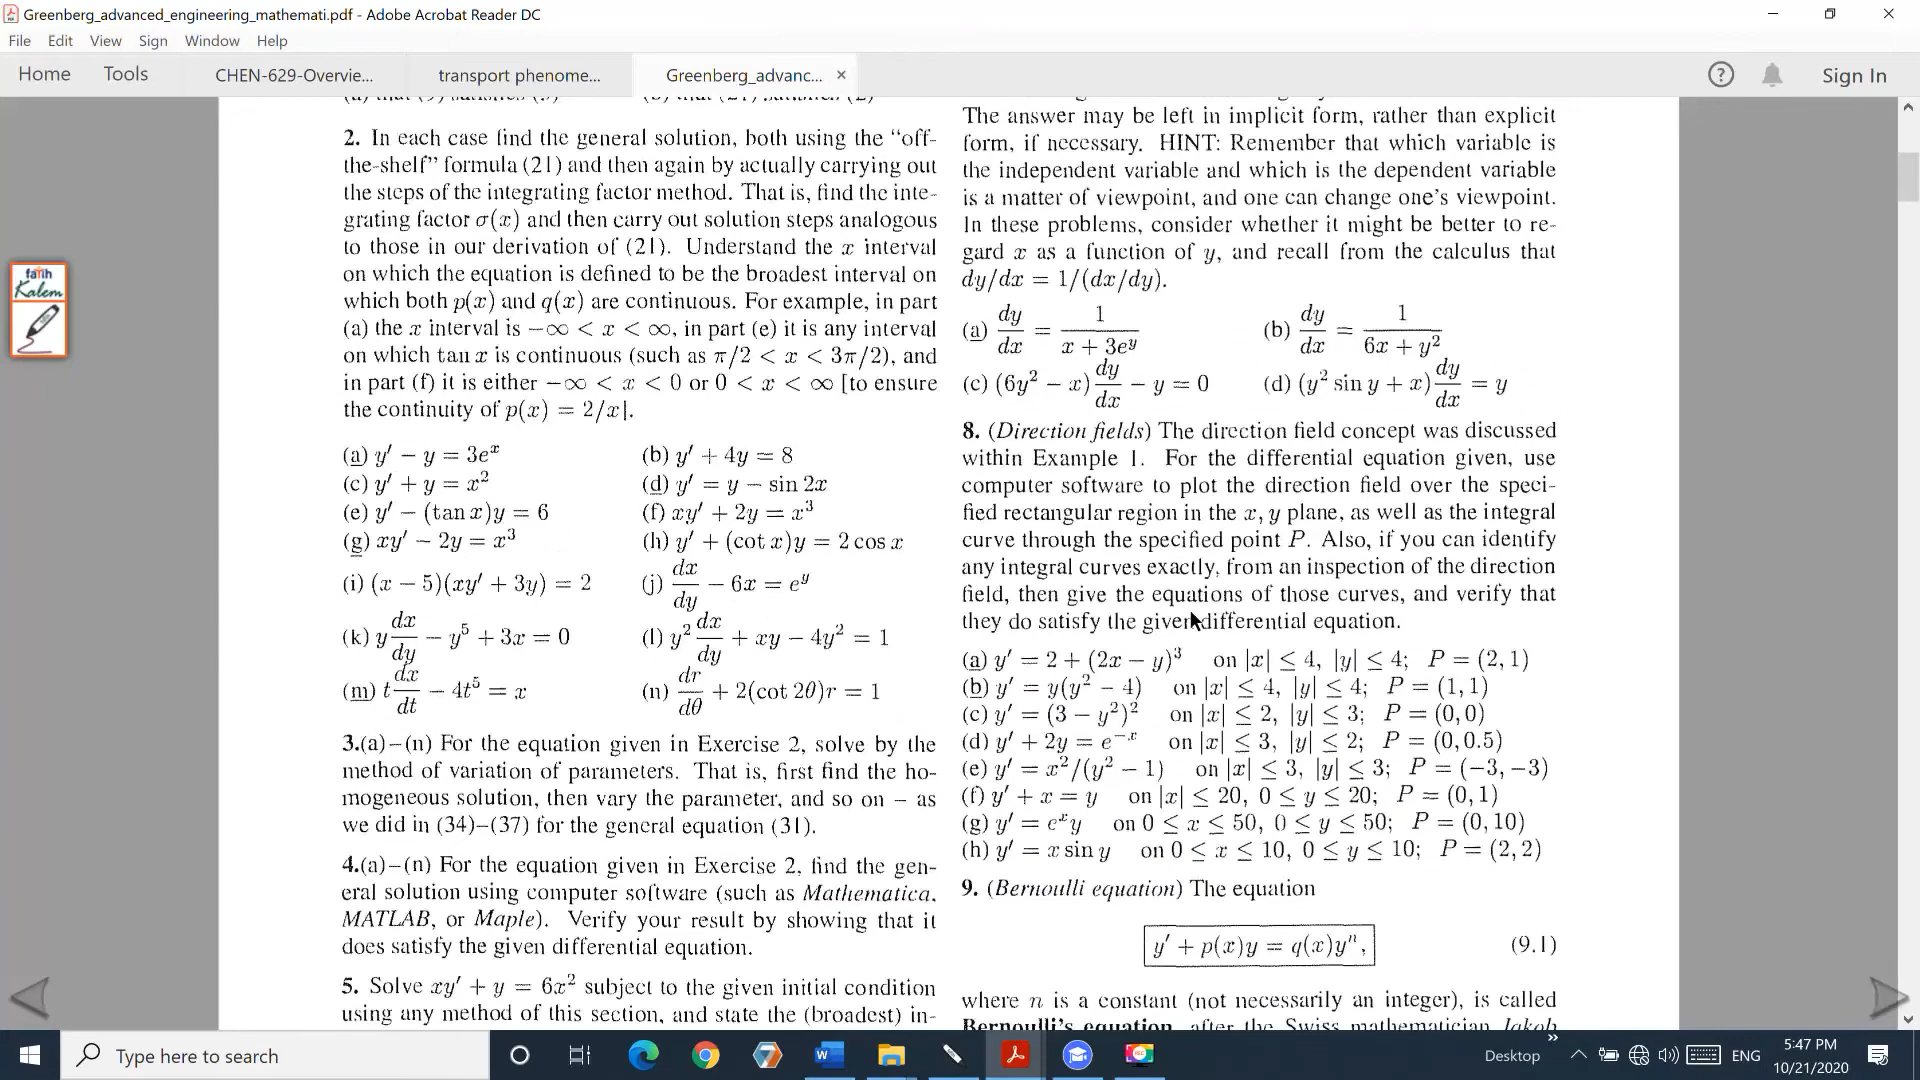 Greenberg_advanced_engineering_mathemati.pdf - Adobe Acrobat Reader DC
File Edit View Sign Window Help
Home Tools CHEN-629-Overvie... transport phenome... Greenberg_advanc... × Sign In
2. In each case find the general solution, both using the "off-
the-shelf" formula (21) and then again by actually carrying out
the steps of the integrating factor method. That is, find the inte-
grating factor σ(x) and then carry out solution steps analogous
to those in our derivation of (21). Understand the x interval
on which the equation is defined to be the broadest interval on
which both p(x) and q(x) are continuous. For example, in part
(a) the x interval is −∞ < x < ∞, in part (e) it is any interval
on which tan x is continuous (such as π/2 < x < 3π/2), and
in part (f) it is either −∞ < x < 0 or 0 < x < ∞ [to ensure
the continuity of p(x) = 2/x].
(a) y′ − y = 3eˣ (b) y′ + 4y = 8
(c) y′ + y = x² (d) y′ = y − sin 2x
(e) y′ − (tan x)y = 6 (f) xy′ + 2y = x³
(g) xy′ − 2y = x³ (h) y′ + (cot x)y = 2 cos x
(i) (x − 5)(xy′ + 3y) = 2 (j) dx/dy − 6x = e^y
(k) y dx/dy − y⁵ + 3x = 0 (l) y² dx/dy + xy − 4y² = 1
(m) t dx/dt − 4t⁵ = x (n) dr/dθ + 2(cot 2θ)r = 1
3.(a)–(n) For the equation given in Exercise 2, solve by the
method of variation of parameters. That is, first find the ho-
mogeneous solution, then vary the parameter, and so on – as
we did in (34)–(37) for the general equation (31).
4.(a)–(n) For the equation given in Exercise 2, find the gen-
eral solution using computer software (such as Mathematica,
MATLAB, or Maple). Verify your result by showing that it
does satisfy the given differential equation.
5. Solve xy′ + y = 6x² subject to the given initial condition
using any method of this section, and state the (broadest) in-
The answer may be left in implicit form, rather than explicit
form, if necessary. HINT: Remember that which variable is
the independent variable and which is the dependent variable
is a matter of viewpoint, and one can change one's viewpoint.
In these problems, consider whether it might be better to re-
gard x as a function of y, and recall from the calculus that
dy/dx = 1/(dx/dy).
(a) dy/dx = 1/(x + 3e^y) (b) dy/dx = 1/(6x + y²)
(c) (6y² − x) dy/dx − y = 0 (d) (y² sin y + x) dy/dx = y
8. (Direction fields) The direction field concept was discussed
within Example 1. For the differential equation given, use
computer software to plot the direction field over the speci-
fied rectangular region in the x, y plane, as well as the integral
curve through the specified point P. Also, if you can identify
any integral curves exactly, from an inspection of the direction
field, then give the equations of those curves, and verify that
they do satisfy the given differential equation.
(a) y′ = 2 + (2x − y)³ on |x| ≤ 4, |y| ≤ 4; P = (2, 1)
(b) y′ = y(y² − 4) on |x| ≤ 4, |y| ≤ 4; P = (1, 1)
(c) y′ = (3 − y²)² on |x| ≤ 2, |y| ≤ 3; P = (0, 0)
(d) y′ + 2y = e⁻ˣ on |x| ≤ 3, |y| ≤ 2; P = (0, 0.5)
(e) y′ = x²/(y² − 1) on |x| ≤ 3, |y| ≤ 3; P = (−3, −3)
(f) y′ + x = y on |x| ≤ 20, 0 ≤ y ≤ 20; P = (0, 1)
(g) y′ = eˣy on 0 ≤ x ≤ 50, 0 ≤ y ≤ 50; P = (0, 10)
(h) y′ = x sin y on 0 ≤ x ≤ 10, 0 ≤ y ≤ 10; P = (2, 2)
9. (Bernoulli equation) The equation
y′ + p(x)y = q(x)yⁿ, (9.1)
where n is a constant (not necessarily an integer), is called
Bernoulli's equation, after the Swiss mathematician Jakob
fatih
Kalem
Type here to search
Desktop
ENG
5:47 PM
10/21/2020